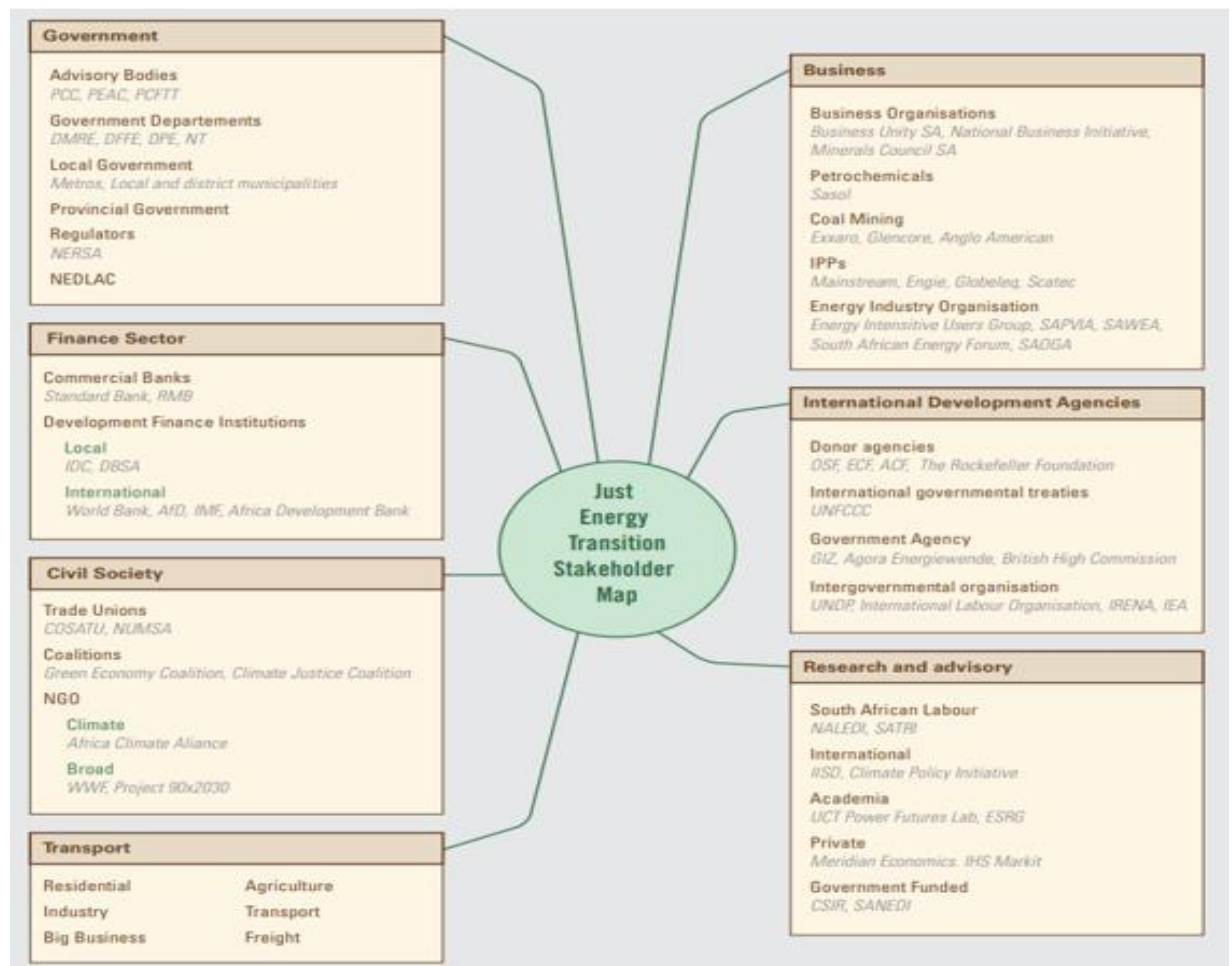 Government
Advisory Bodies
PCC, PEAC, PCFTT
Government Departements
DMRE, DFFE, DPE, NT
Local Government
Metros, Local and district municipalities
Provincial Government
Regulators
NERSA
NEDLAC
Finance Sector
Commercial Banks
Standard Bank, RMB
Development Finance Institutions
Local
IDC, DBSA
International
World Bank, AfD, IMF, Africa Development Bank
Civil Society
Trade Unions
COSATU, NUMSA
Coalitions
Green Economy Coalition, Climate Justice Coalition
NGO
Climate
Africa Climate Alliance
Broad
WWF, Project 90x2030
Transport
Residential
Industry
Big Business
Agriculture
Transport
Freight
Just
Energy
Transition
Stakeholder
Map
Business
Business Organisations
Business Unity SA, National Business Initiative,
Minerals Council SA
Petrochemicals
Sasol
Coal Mining
Exxaro, Glencore, Anglo American
IPPs
Mainstream, Engie, Globeleq, Scatec
Energy Industry Organisation
Energy Intensitive Users Group, SAPVIA, SAWEA,
South African Energy Forum, SAOGA
International Development Agencies
Donor agencies
OSF, ECF, ACF, The Rockefeller Foundation
International governmental treaties
UNFCCC
Government Agency
GIZ, Agora Energiewende, British High Commission
Intergovernmental organisation
UNDP, International Labour Organisation, IRENA, IEA
Research and advisory
South African Labour
NALEDI, SATRI
International
IISD, Climate Policy Initiative
Academia
UCT Power Futures Lab, ESRG
Private
Meridian Economics. IHS Markit
Government Funded
CSIR, SANEDI